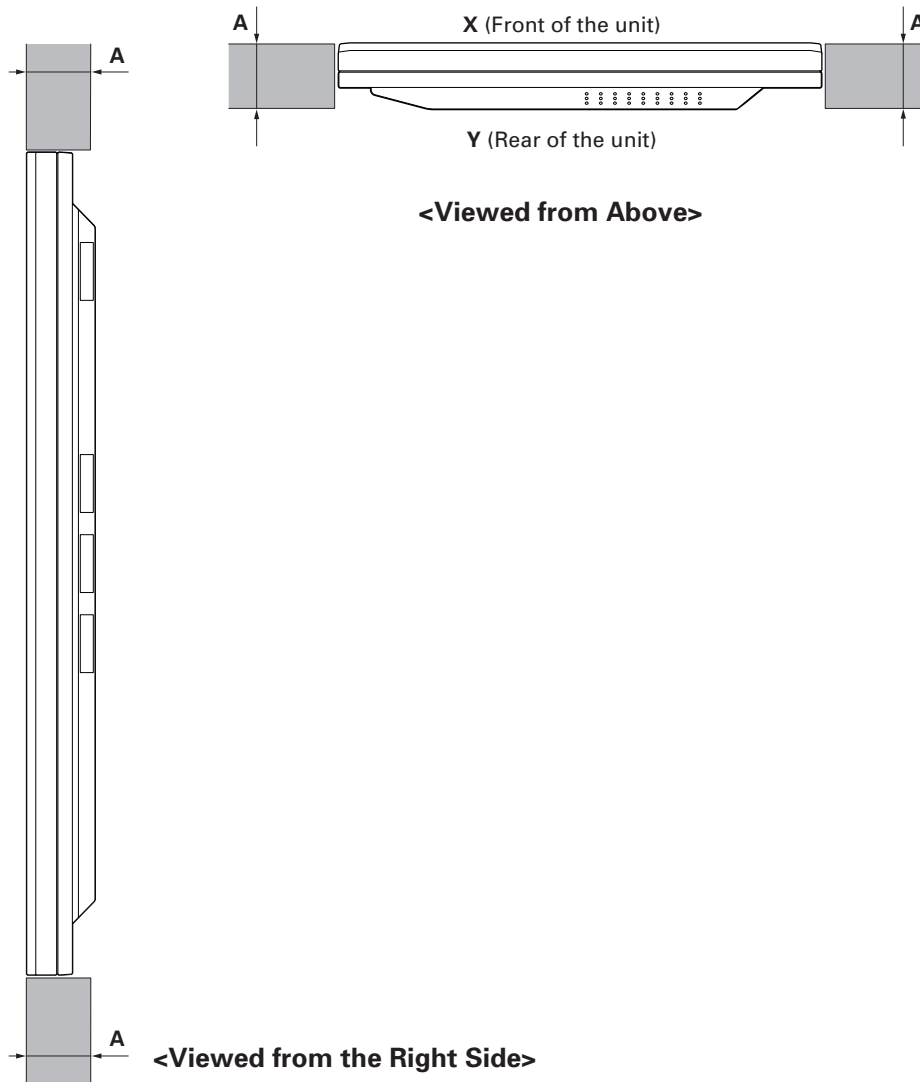 A
X (Front of the unit)
A
A
Y (Rear of the unit)
<Viewed from Above>
A
<Viewed from the Right Side>